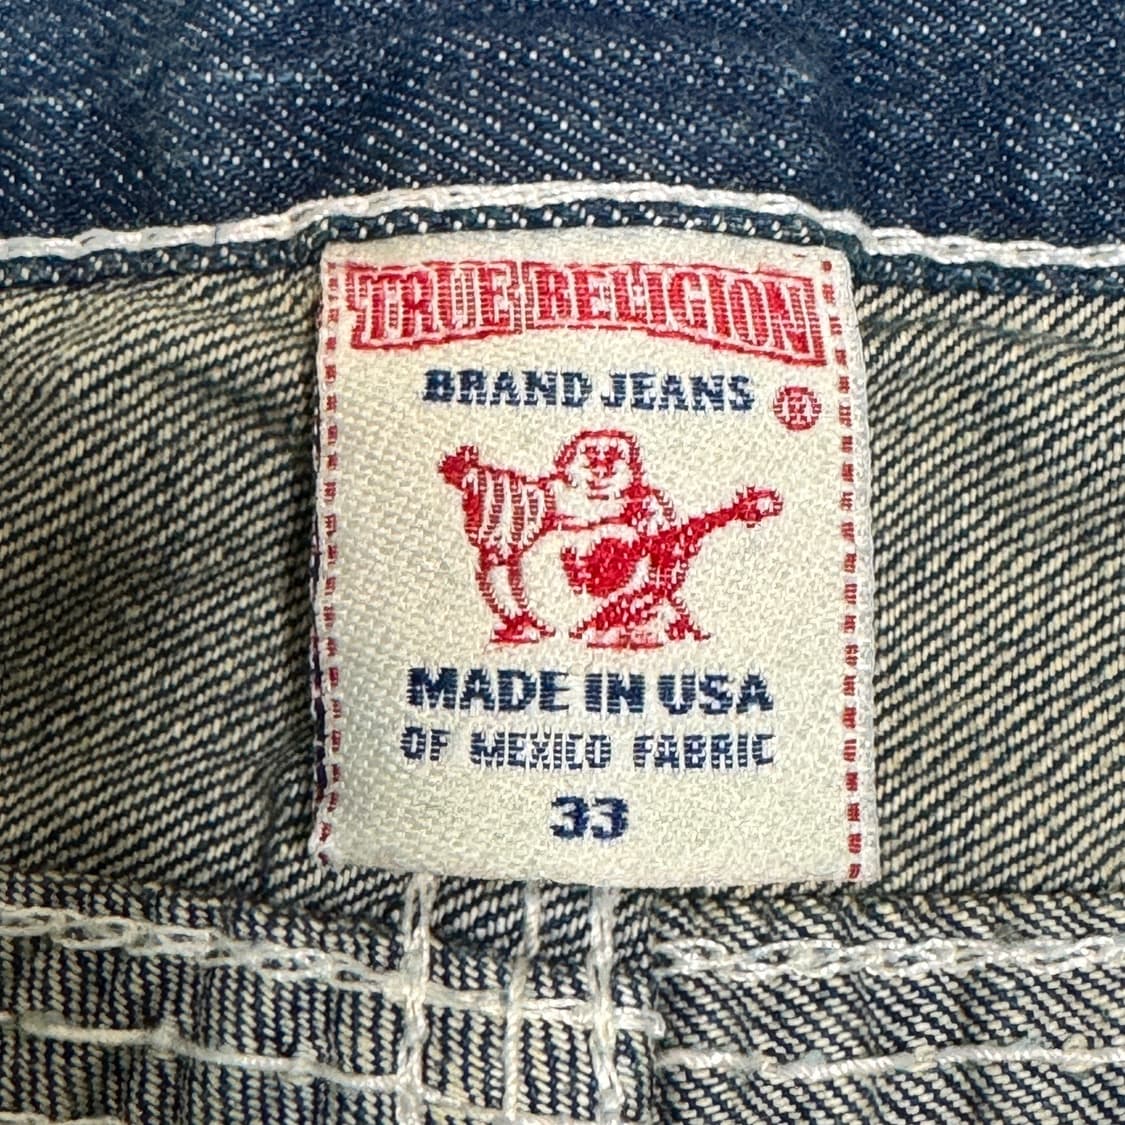 TRUE RELIGION
BRAND JEANS
MADE IN USA
OF MEXICO FABRIC
33